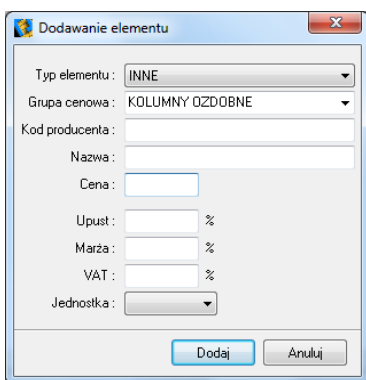 Dodawanie elementu
Typ elementu : INNE
Grupa cenowa : KOLUMNY OZDOBNE
Kod producenta :
Nazwa :
Cena :
Upust : %
Marża : %
VAT : %
Jednostka :
Dodaj Anuluj